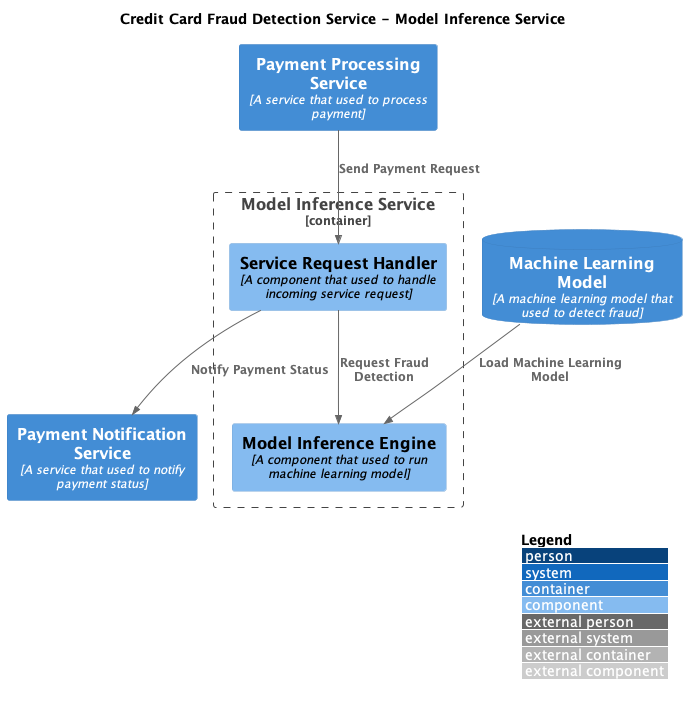 Credit Card Fraud Detection Service - Model Inference Service
Payment Processing
Service
[A service that used to process
payment]
Send Payment Request
Model Inference Service
[container]
Service Request Handler
[A component that used to handle
incoming service request]
Machine Learning
Model
[A machine learning model that
used to detect fraud]
Notify Payment Status
Request Fraud
Detection
Load Machine Learning
Model
Payment Notification
Service
[A service that used to notify
payment status]
Model Inference Engine
[A component that used to run
machine learning model]
Legend
person
system
container
component
external person
external system
external container
external component